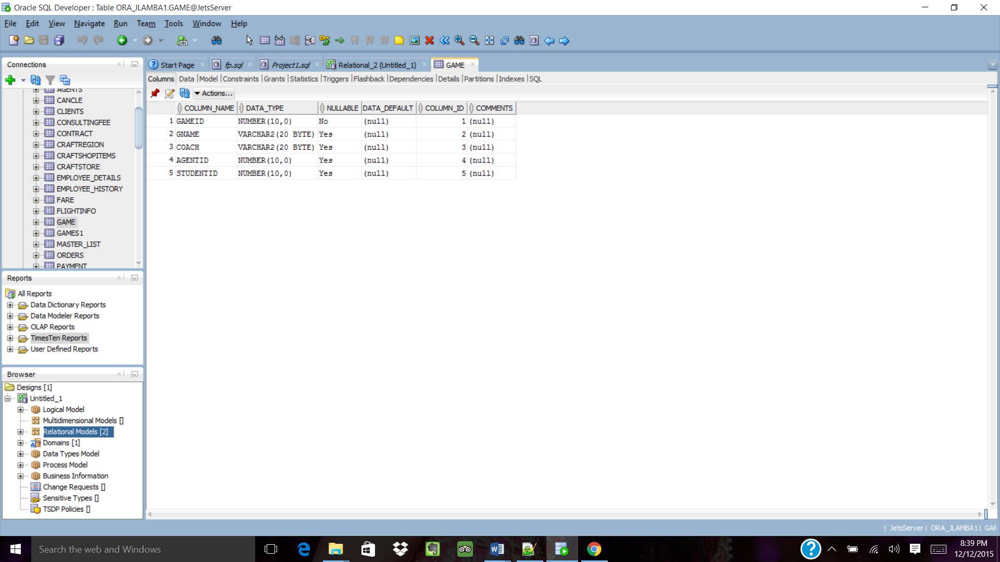 Oracle SQL Developer : Table ORA_JLAMBA1.GAME@JetsServer
File Edit View Navigate Run Team Tools Window Help
Connections
Start Page fp.sql Project1.sql Relational_2 (Untitled_1) GAME
Columns Data Model Constraints Grants Statistics Triggers Flashback Dependencies Details Partitions Indexes SQL
Actions...
COLUMN_NAME DATA_TYPE NULLABLE DATA_DEFAULT COLUMN_ID COMMENTS
1 GAMEID NUMBER(10,0) No (null) 1 (null)
2 GNAME VARCHAR2(20 BYTE) Yes (null) 2 (null)
3 COACH VARCHAR2(20 BYTE) Yes (null) 3 (null)
4 AGENTID NUMBER(10,0) Yes (null) 4 (null)
5 STUDENTID NUMBER(10,0) Yes (null) 5 (null)
AGENTS
CANCLE
CLIENTS
CONSULTINGFEE
CONTRACT
CRAFTREGION
CRAFTSHOPITEMS
CRAFTSTORE
EMPLOYEE_DETAILS
EMPLOYEE_HISTORY
FARE
FLIGHTINFO
GAME
GAMES1
MASTER_LIST
ORDERS
PAYMENT
Reports
All Reports
Data Dictionary Reports
Data Modeler Reports
OLAP Reports
TimesTen Reports
User Defined Reports
Browser
Designs [1]
Untitled_1
Logical Model
Multidimensional Models []
Relational Models [2]
Domains [1]
Data Types Model
Process Model
Business Information
Change Requests []
Sensitive Types []
TSDP Policies []
| JetsServer | ORA_JLAMBA1 | GAM
Search the web and Windows
8:39 PM
12/12/2015